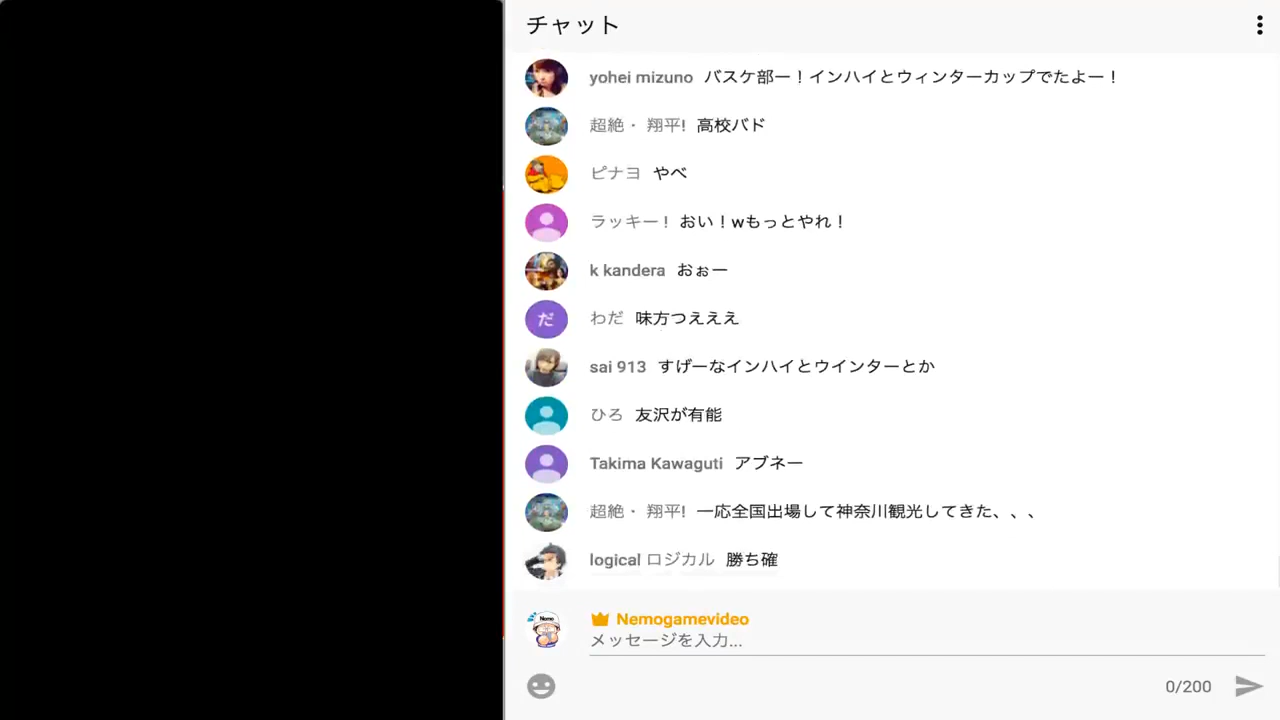 チャット
yohei mizuno バスケ部ー！インハイとウィンターカップでたよー！
超絶・ 翔平! 高校バド
ピナヨ やべ
ラッキー！ おい！wもっとやれ！
k kandera おぉー
だ わだ 味方つえええ
sai 913 すげーなインハイとウインターとか
ひろ 友沢が有能
Takima Kawaguti アブネー
超絶・ 翔平! 一応全国出場して神奈川観光してきた、、、
logical ロジカル 勝ち確
Nemo Nemogamevideo
メッセージを入力...
0/200